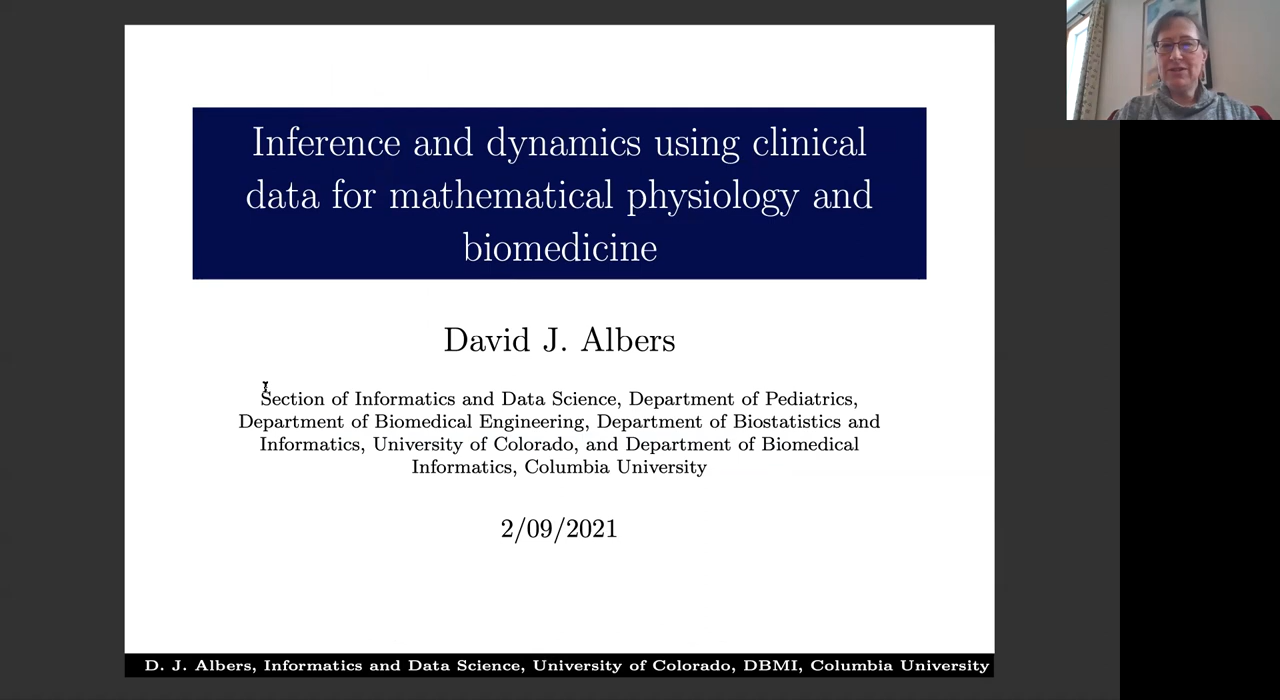 Inference and dynamics using clinical
data for mathematical physiology and
biomedicine
David J. Albers
Section of Informatics and Data Science, Department of Pediatrics,
Department of Biomedical Engineering, Department of Biostatistics and
Informatics, University of Colorado, and Department of Biomedical
Informatics, Columbia University
2/09/2021
D. J. Albers, Informatics and Data Science, University of Colorado, DBMI, Columbia University